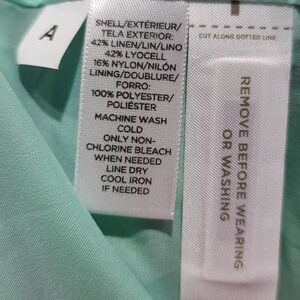 A
SHELL/EXTÉRIEUR/
TELA EXTERIOR:
42% LINEN/LIN/LINO
42% LYOCELL
16% NYLON/NILÓN
LINING/DOUBLURE/
FORRO:
100% POLYESTER/
POLIÉSTER
MACHINE WASH
COLD
ONLY NON-
CHLORINE BLEACH
WHEN NEEDED
LINE DRY
COOL IRON
IF NEEDED
CUT ALONG DOTTED LINE
REMOVE BEFORE WEARING
OR WASHING